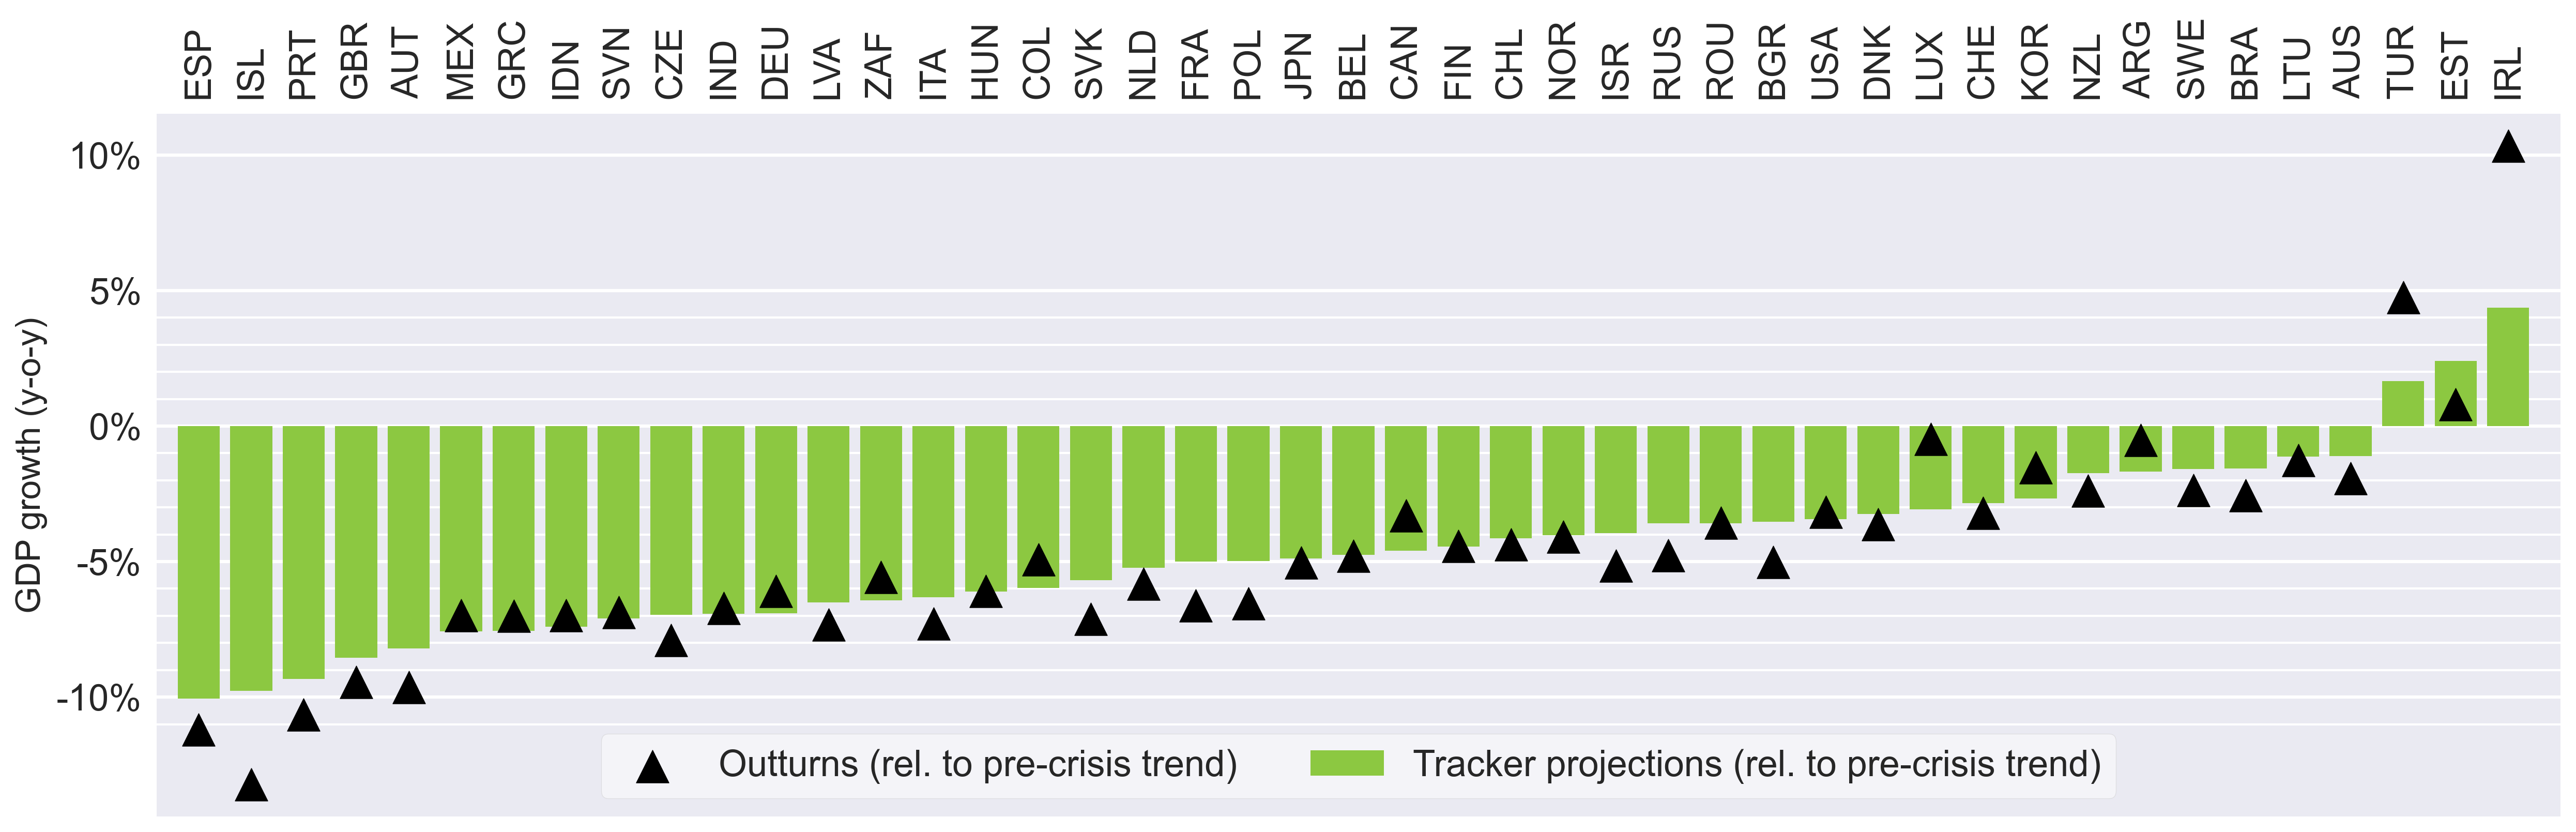 ESP ISL PRT GBR AUT MEX GRC IDN SVN CZE IND DEU LVA ZAF ITA HUN COL SVK NLD FRA POL JPN BEL CAN FIN CHL NOR ISR RUS ROU BGR USA DNK LUX CHE KOR NZL ARG SWE BRA LTU AUS TUR EST IRL
GDP growth (y-o-y)
10%
5%
0%
-5%
-10%
Outturns (rel. to pre-crisis trend) Tracker projections (rel. to pre-crisis trend)